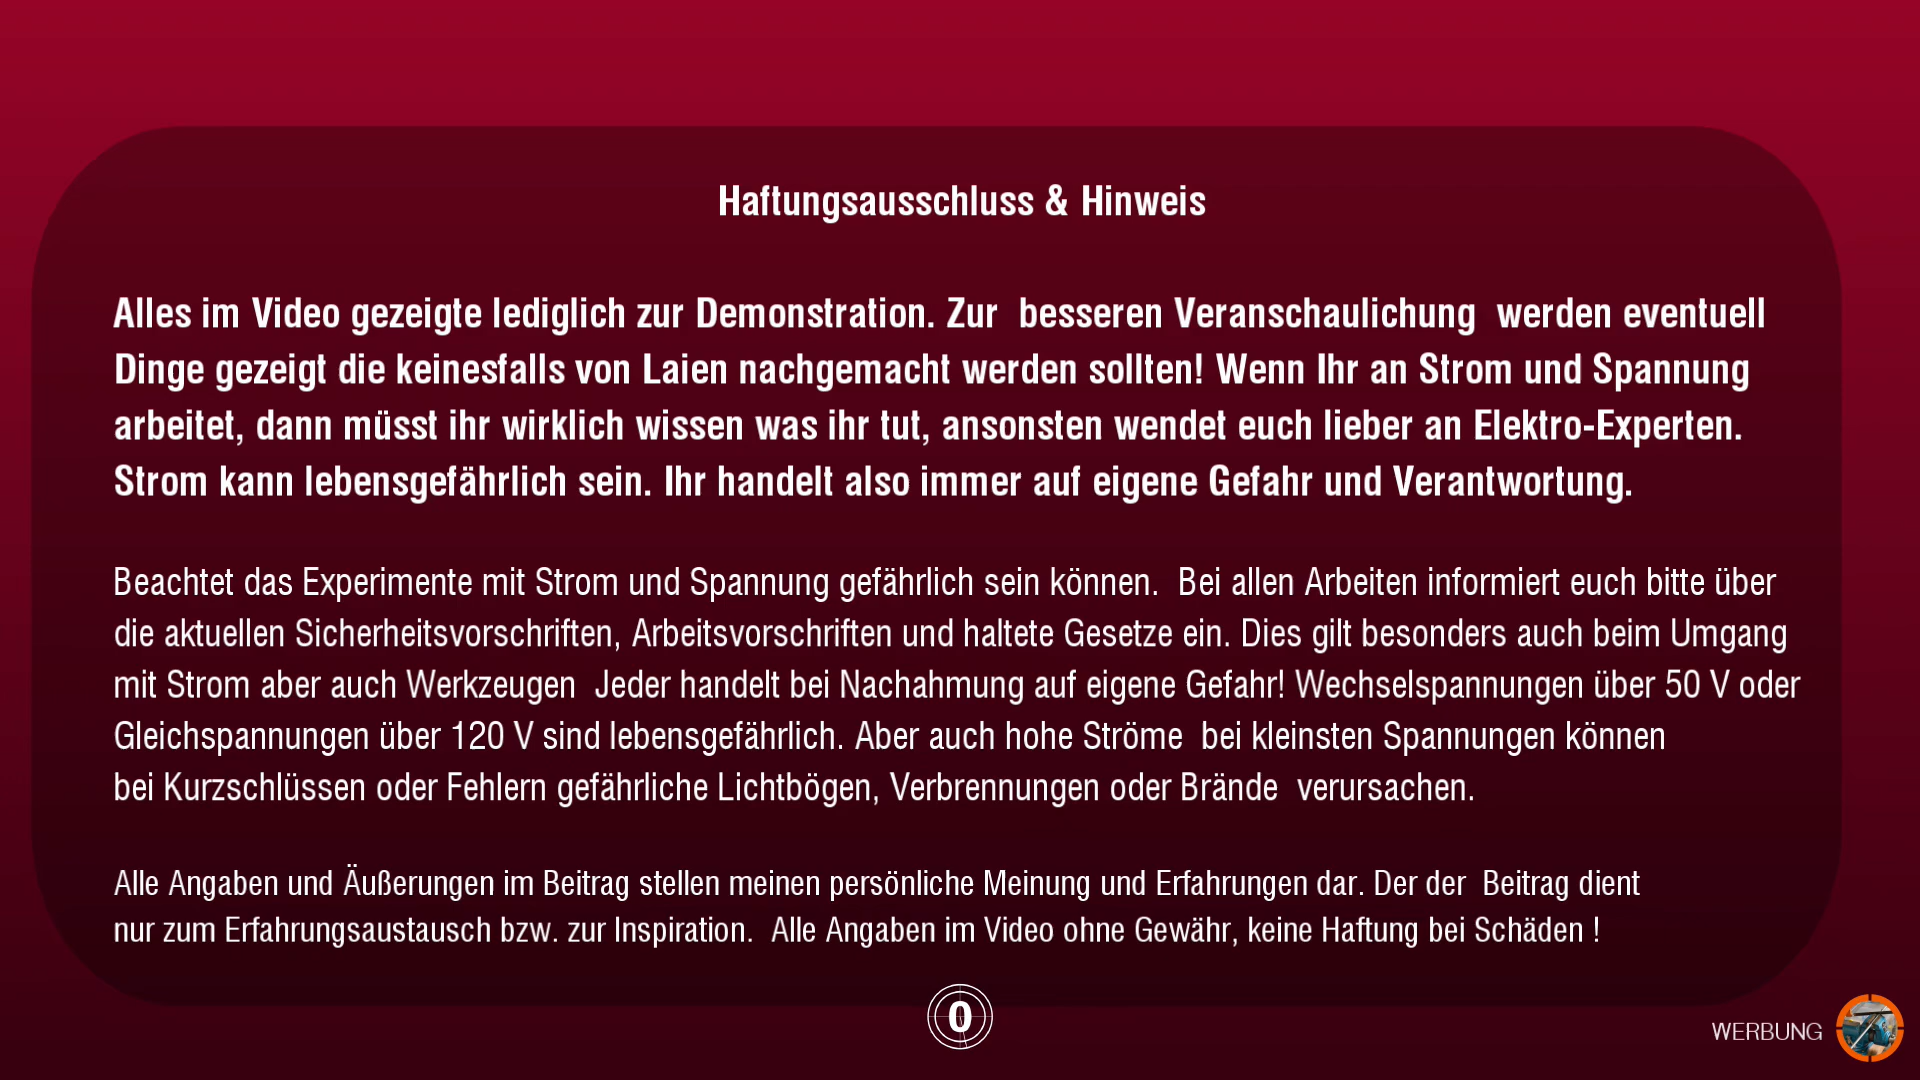 Haftungsausschluss & Hinweis
Alles im Video gezeigte lediglich zur Demonstration. Zur besseren Veranschaulichung werden eventuell
Dinge gezeigt die keinesfalls von Laien nachgemacht werden sollten! Wenn Ihr an Strom und Spannung
arbeitet, dann müsst ihr wirklich wissen was ihr tut, ansonsten wendet euch lieber an Elektro-Experten.
Strom kann lebensgefährlich sein. Ihr handelt also immer auf eigene Gefahr und Verantwortung.
Beachtet das Experimente mit Strom und Spannung gefährlich sein können. Bei allen Arbeiten informiert euch bitte über
die aktuellen Sicherheitsvorschriften, Arbeitsvorschriften und haltete Gesetze ein. Dies gilt besonders auch beim Umgang
mit Strom aber auch Werkzeugen Jeder handelt bei Nachahmung auf eigene Gefahr! Wechselspannungen über 50 V oder
Gleichspannungen über 120 V sind lebensgefährlich. Aber auch hohe Ströme bei kleinsten Spannungen können
bei Kurzschlüssen oder Fehlern gefährliche Lichtbögen, Verbrennungen oder Brände verursachen.
Alle Angaben und Äußerungen im Beitrag stellen meinen persönliche Meinung und Erfahrungen dar. Der der Beitrag dient
nur zum Erfahrungsaustausch bzw. zur Inspiration. Alle Angaben im Video ohne Gewähr, keine Haftung bei Schäden !
0
WERBUNG